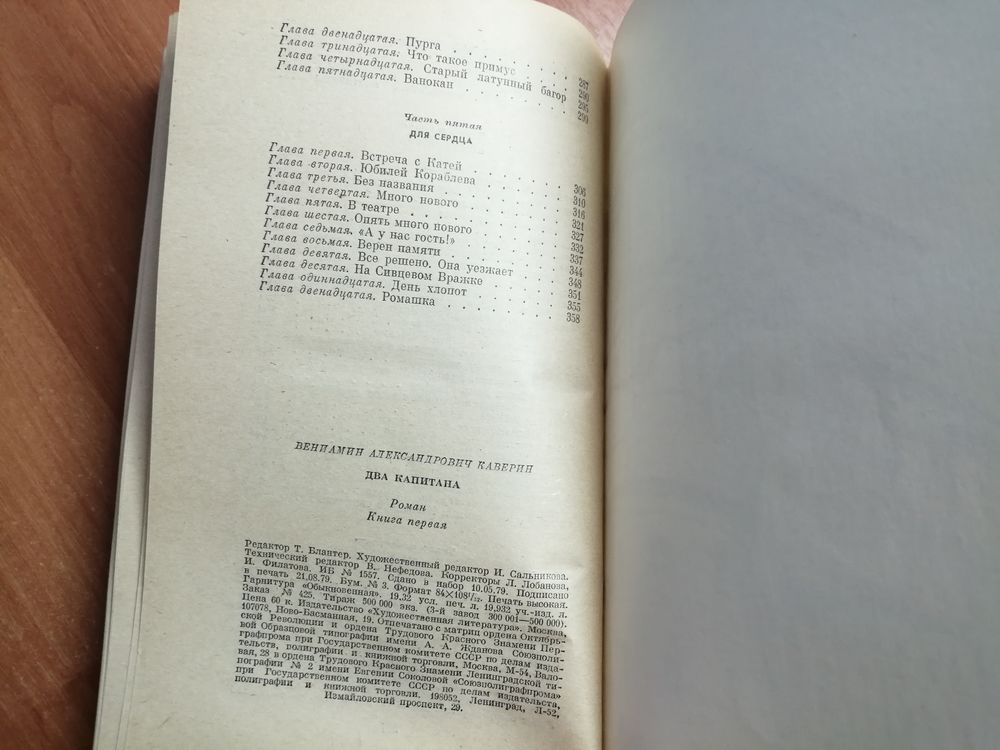 Глава двенадцатая. Пурга . . . . . . . . 287
Глава тринадцатая. Что такое примус . . . . 290
Глава четырнадцатая. Старый латунный багор 295
Глава пятнадцатая. Ванокан . . . . . . . 299
Часть пятая
ДЛЯ СЕРДЦА
Глава первая. Встреча с Катей . . . . . . 306
Глава вторая. Юбилей Кораблева . . . . . 310
Глава третья. Без названия . . . . . . . 316
Глава четвертая. Много нового . . . . . . 321
Глава пятая. В театре . . . . . . . . . 327
Глава шестая. Опять много нового . . . . . 332
Глава седьмая. «А у нас гость!» . . . . . . 337
Глава восьмая. Верен памяти . . . . . . . 344
Глава девятая. Все решено. Она уезжает . . . 348
Глава десятая. На Сивцевом Вражке . . . . 351
Глава одиннадцатая. День хлопот . . . . . 355
Глава двенадцатая. Ромашка . . . . . . . 358
ВЕНИАМИН АЛЕКСАНДРОВИЧ КАВЕРИН
ДВА КАПИТАНА
Роман
Книга первая
Редактор Т. Блантер. Художественный редактор И. Сальникова.
Технический редактор В. Нефедова. Корректоры Л. Лобанова,
И. Филатова. ИБ № 1557. Сдано в набор 10.05.79. Подписано
в печать 21.08.79. Бум. № 3. Формат 84×108¹/₃₂. Печать высокая.
Гарнитура «Обыкновенная». 19,32 усл. печ. л. 19,932 уч.-изд. л.
Заказ № 425. Тираж 500 000 экз. (3-й завод 300 001—500 000).
Цена 60 к. Издательство «Художественная литература». Москва,
107078, Ново-Басманная, 19. Отпечатано с матриц ордена Октябрь-
ской Революции и ордена Трудового Красного Знамени Пер-
вой Образцовой типографии имени А. А. Жданова Союзполи-
графпрома при Государственном комитете СССР по делам изда-
тельств, полиграфии и книжной торговли, Москва, М-54, Вало-
вая, 28 в ордена Трудового Красного Знамени Ленинградской ти-
пографии № 2 имени Евгении Соколовой «Союзполиграфпрома»
при Государственном комитете СССР по делам издательств,
полиграфии и книжной торговли. 198052, Ленинград, Л-52,
Измайловский проспект, 29.